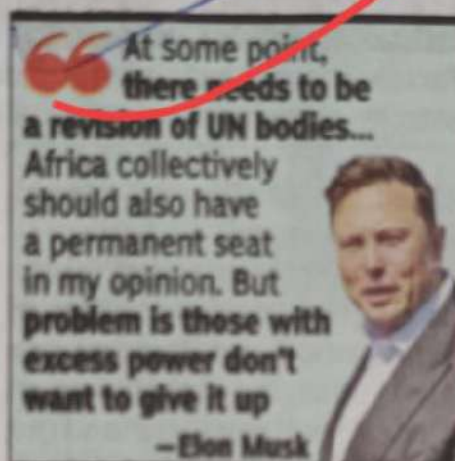 At some point,
there needs to be
a revision of UN bodies...
Africa collectively
should also have
a permanent seat
in my opinion. But
problem is those with
excess power don't
want to give it up
—Elon Musk